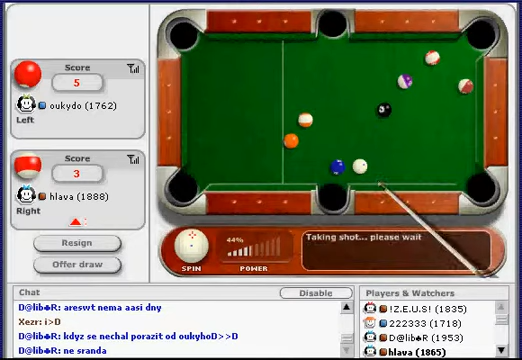 Score
5
oukydo (1762)
Left
Score
3
hlava (1888)
Right
Resign
Offer draw
44%
SPIN
POWER
Taking shot... please wait
Chat
Disable
D@lib♣R: areswt nema aasi dny
Xezr: i>D
D@lib♣R: kdyz se nechal porazit od oukyhoD>>D
D@lib♣R: ne sranda
Players & Watchers
!Z.E.U.S! (1835)
222333 (1718)
D@lib♣R (1953)
hlava (1865)